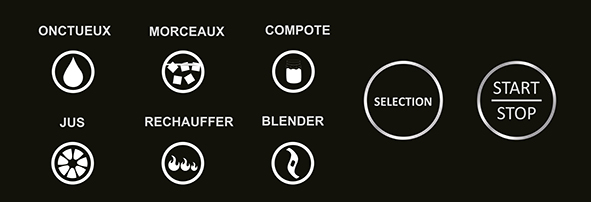 ONCTUEUX MORCEAUX COMPOTE
JUS RECHAUFFER BLENDER
SELECTION
START
STOP